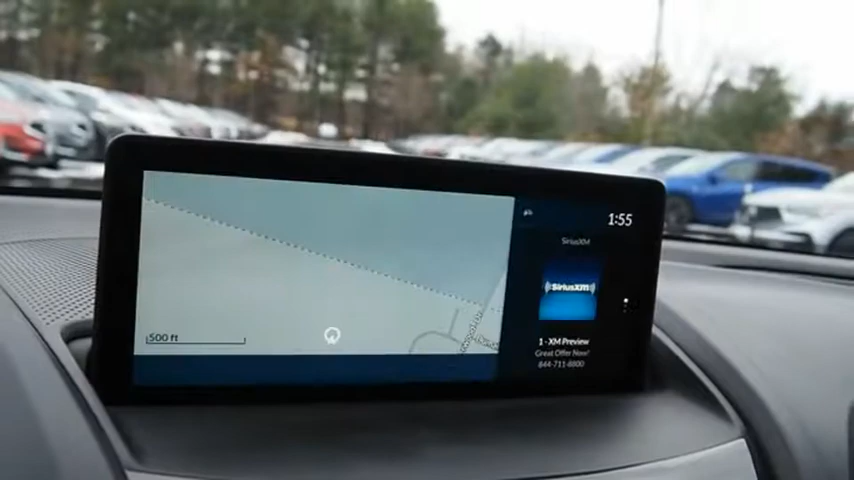 1:55
SiriusXM
((SiriusXM))
500 ft
1 - XM Preview
Great Offer Now!
844-711-8800